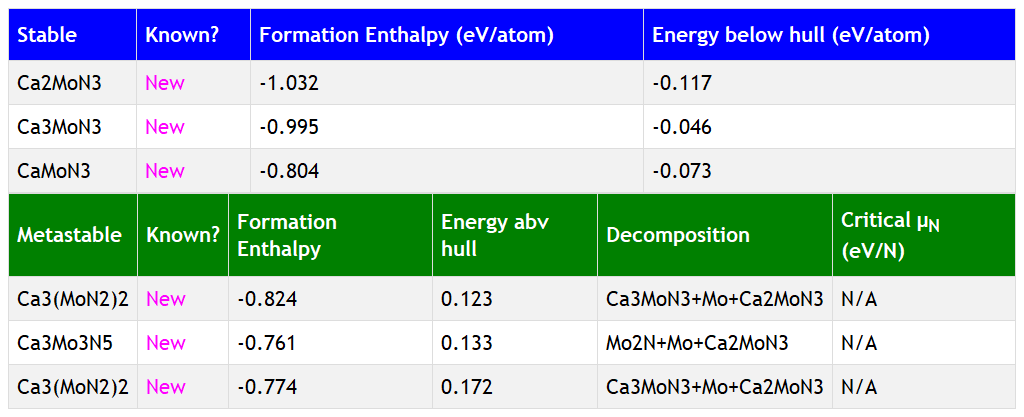 Stable Known? Formation Enthalpy (eV/atom) Energy below hull (eV/atom)
Ca2MoN3 New -1.032 -0.117
Ca3MoN3 New -0.995 -0.046
CaMoN3 New -0.804 -0.073
Metastable Known? Formation Enthalpy Energy abv hull Decomposition Critical μN (eV/N)
Ca3(MoN2)2 New -0.824 0.123 Ca3MoN3+Mo+Ca2MoN3 N/A
Ca3Mo3N5 New -0.761 0.133 Mo2N+Mo+Ca2MoN3 N/A
Ca3(MoN2)2 New -0.774 0.172 Ca3MoN3+Mo+Ca2MoN3 N/A